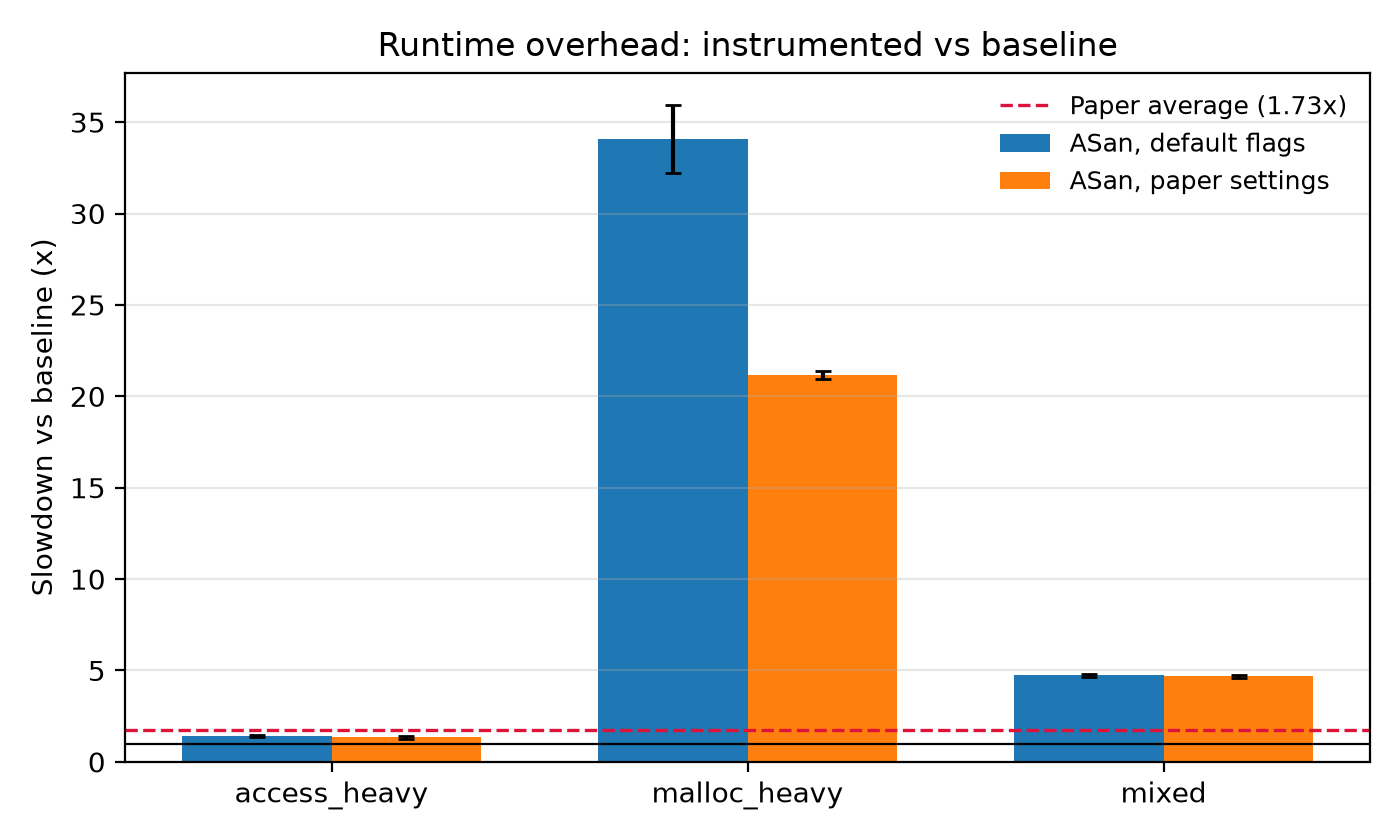 Runtime overhead: instrumented vs baseline
Paper average (1.73x)
ASan, default flags
ASan, paper settings
Slowdown vs baseline (x)
35
30
25
20
15
10
5
0
access_heavy
malloc_heavy
mixed